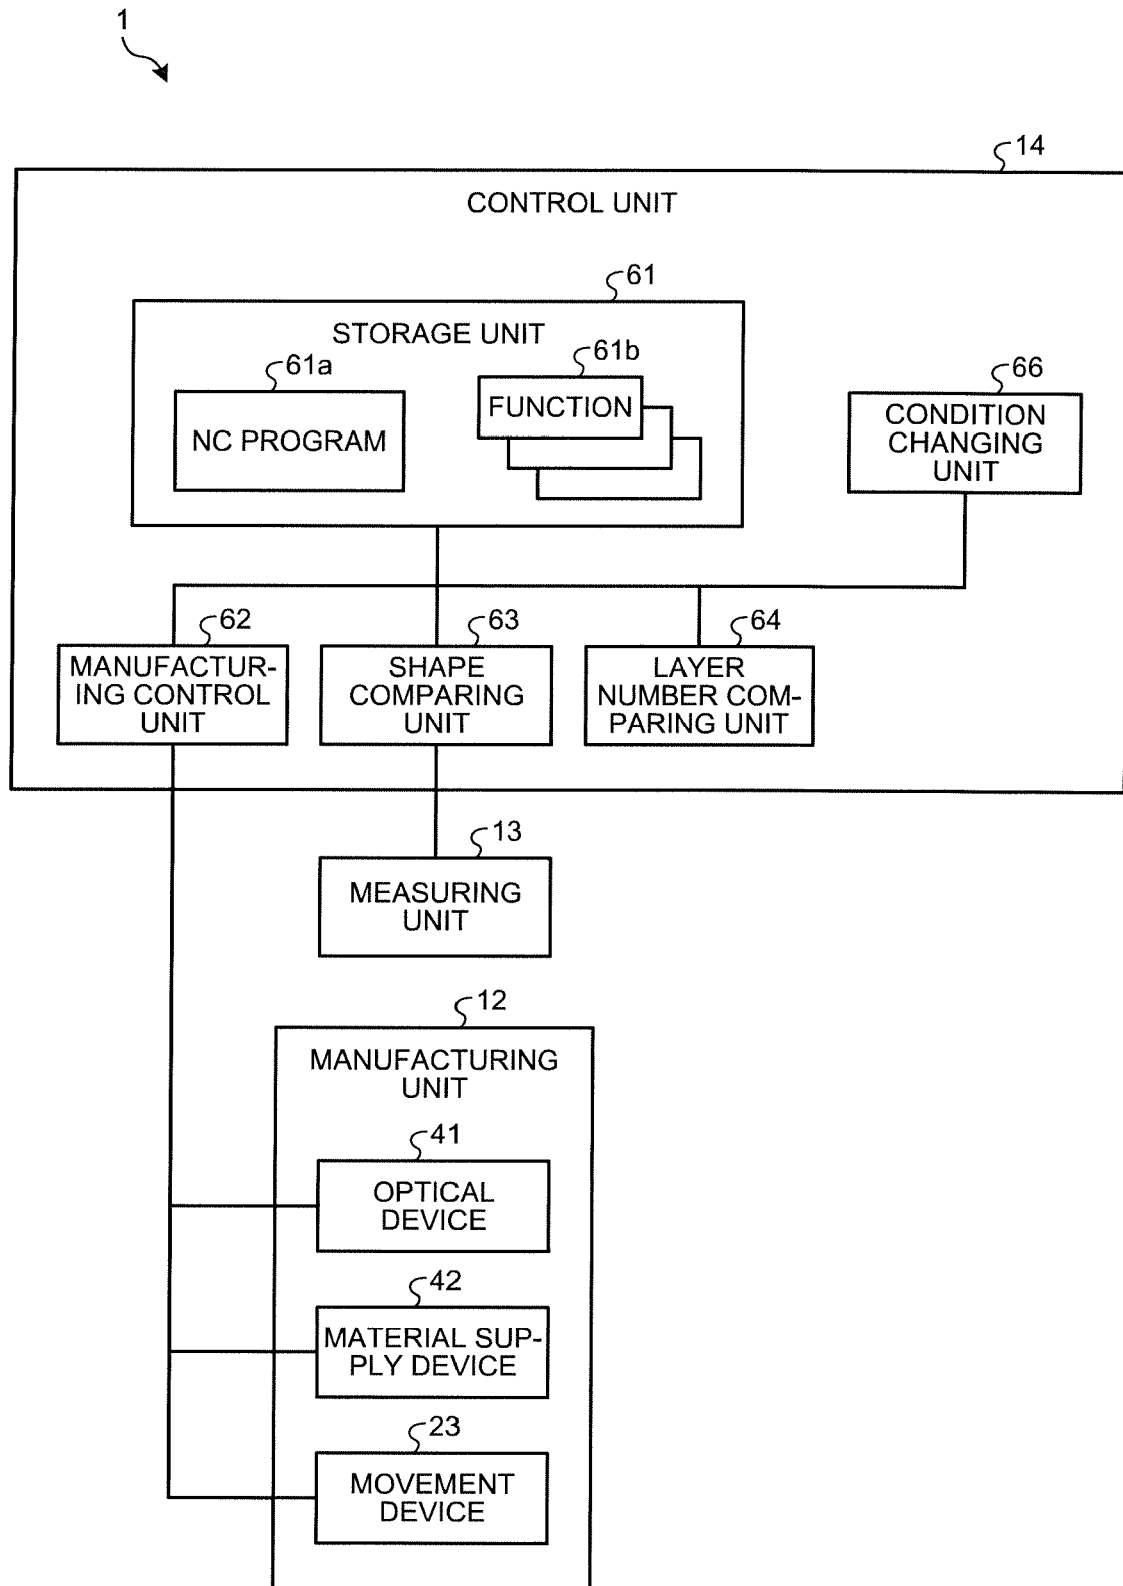 1
14
CONTROL UNIT
61
STORAGE UNIT
61a
61b
66
NC PROGRAM
FUNCTION
CONDITION
CHANGING
UNIT
62
63
64
MANUFACTUR-
ING CONTROL
UNIT
SHAPE
COMPARING
UNIT
LAYER
NUMBER COM-
PARING UNIT
13
MEASURING
UNIT
12
MANUFACTURING
UNIT
41
OPTICAL
DEVICE
42
MATERIAL SUP-
PLY DEVICE
23
MOVEMENT
DEVICE